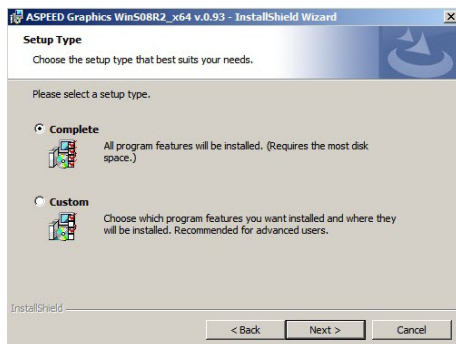 ASPEED Graphics WinS08R2_x64 v.0.93 - InstallShield Wizard
Setup Type
Choose the setup type that best suits your needs.
Please select a setup type.
Complete
All program features will be installed. (Requires the most disk
space.)
Custom
Choose which program features you want installed and where they
will be installed. Recommended for advanced users.
InstallShield
< Back Next > Cancel